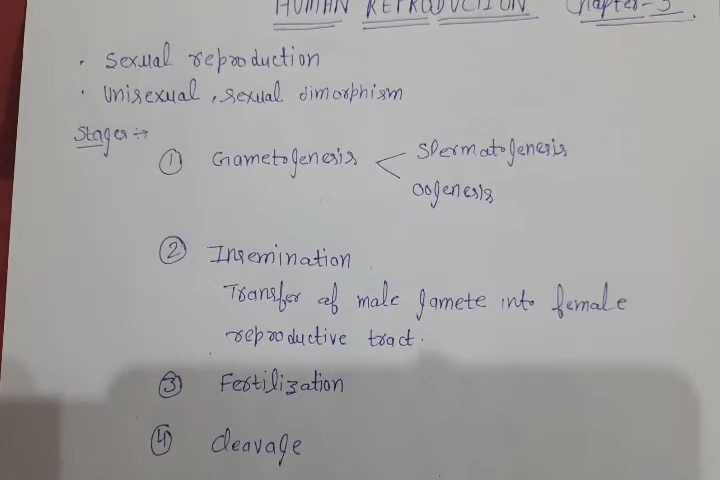 HUMAN REPRODUCTION Chapter-3
· Sexual reproduction
· Unisexual, sexual dimorphism
Stages :→
① Gametogenesis < Spermatogenesis
Oogenesis
② Insemination
Transfer of male gamete into female
reproductive tract.
③ Fertilization
④ Cleavage